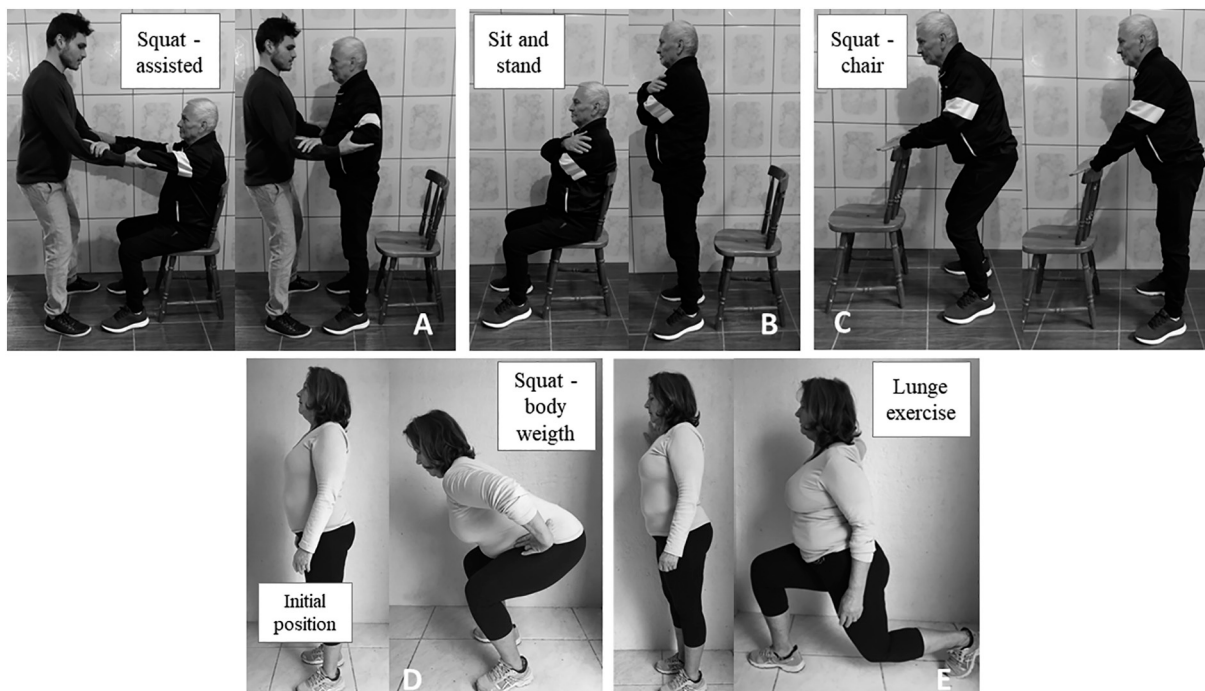 Squat -
assisted
A
Sit and
stand
B
Squat -
chair
C
Initial
position
Squat -
body
weigth
D
Lunge
exercise
E